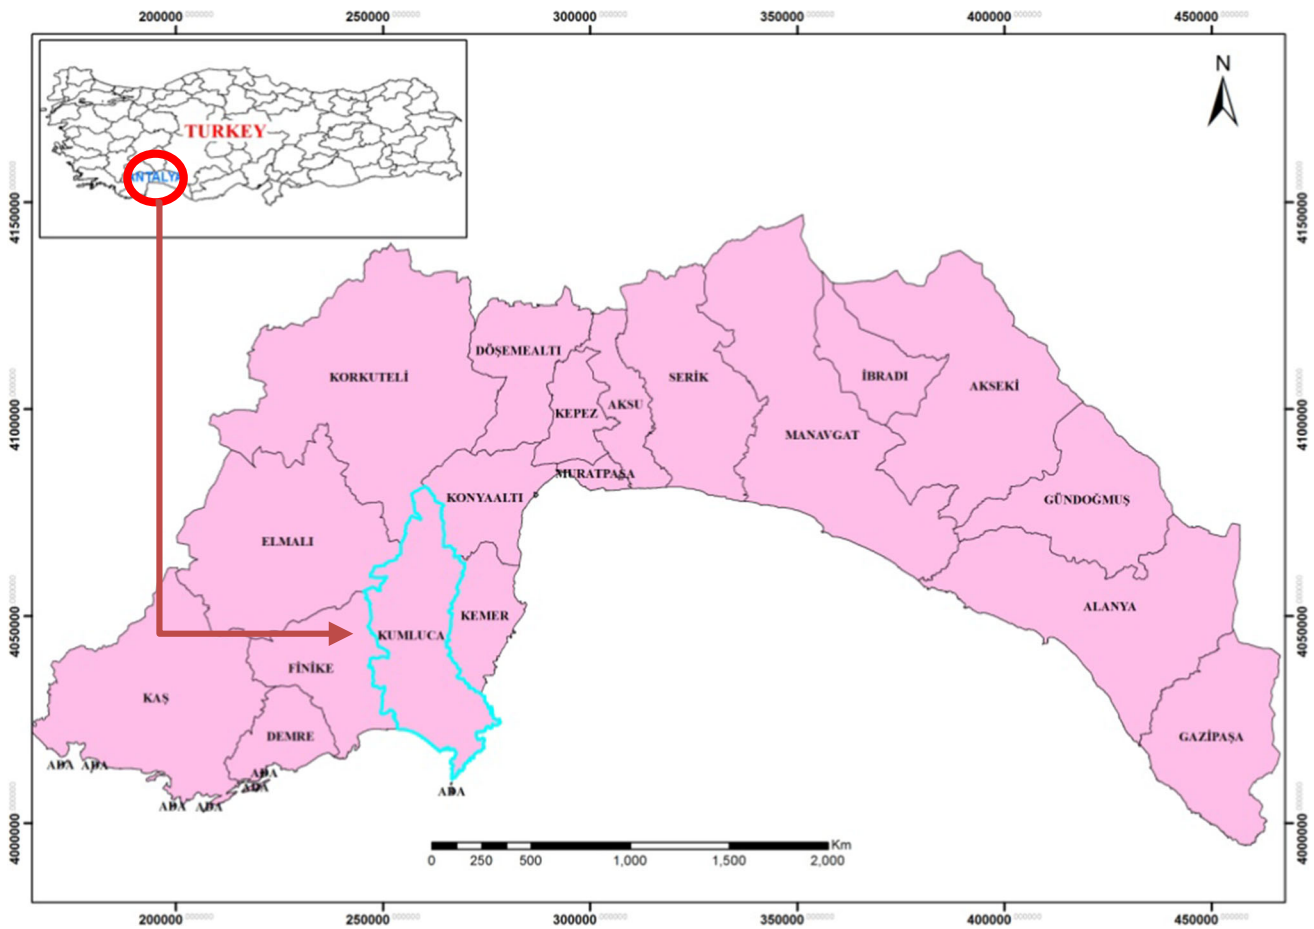 200000 250000 300000 350000 400000 450000
N
TURKEY
ANTALYA
4150000 4150000
KORKUTELİ
DÖŞEMEALTI
SERİK
İBRADI
AKSEKİ
4100000 4100000
KEPEZ
AKSU
MANAVGAT
MURATPAŞA
KONYAALTI
GÜNDOĞMUŞ
ELMALI
4050000 4050000
KUMLUCA
KEMER
ALANYA
FİNİKE
KAŞ
DEMRE
GAZİPAŞA
ADA ADA
ADA
ADA
ADA ADA
ADA
4000000 4000000
Km
0 250 500 1,000 1,500 2,000
200000 250000 300000 350000 400000 450000